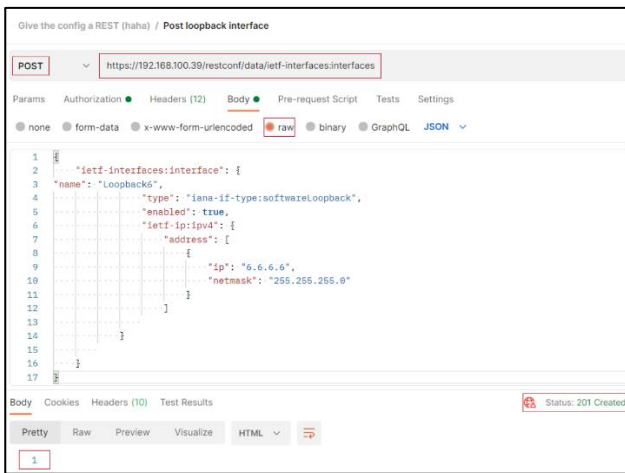 Give the config a REST (haha) / Post loopback interface
POST https://192.168.100.39/restconf/data/ietf-interfaces:interfaces
Params Authorization Headers (12) Body Pre-request Script Tests Settings
none form-data x-www-form-urlencoded raw binary GraphQL JSON
1 {
2 "ietf-interfaces:interface": {
3 "name": "Loopback6",
4 "type": "iana-if-type:softwareLoopback",
5 "enabled": true,
6 "ietf-ip:ipv4": {
7 "address": [
8 {
9 "ip": "6.6.6.6",
10 "netmask": "255.255.255.0"
11 }
12 ]
13
14 }
15
16 }
17 }
Body Cookies Headers (10) Test Results Status: 201 Created
Pretty Raw Preview Visualize HTML
1